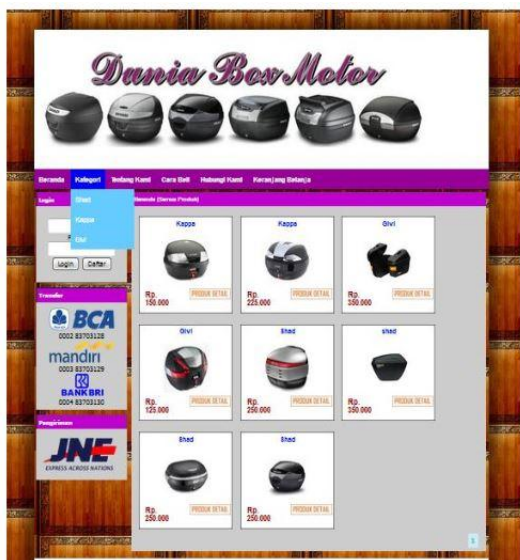 Dunia Box Motor
Beranda Kategori Tentang Kami Cara Beli Hubungi Kami Keranjang Belanja
Login
Shad
Kappa
Givi
Beranda (Semua Produk)
Login Daftar
Kappa
Rp.
150.000
PRODUK DETAIL
Kappa
Rp.
225.000
PRODUK DETAIL
Givi
Rp.
350.000
PRODUK DETAIL
Transfer
BCA
0002 83703128
mandiri
0003 83703129
BANK BRI
0004 83703130
Givi
Rp.
125.000
PRODUK DETAIL
Shad
Rp.
250.000
PRODUK DETAIL
shad
Rp.
350.000
PRODUK DETAIL
Pengiriman
JNE
EXPRESS ACROSS NATIONS
Shad
Rp.
250.000
PRODUK DETAIL
Shad
Rp.
250.000
PRODUK DETAIL
1